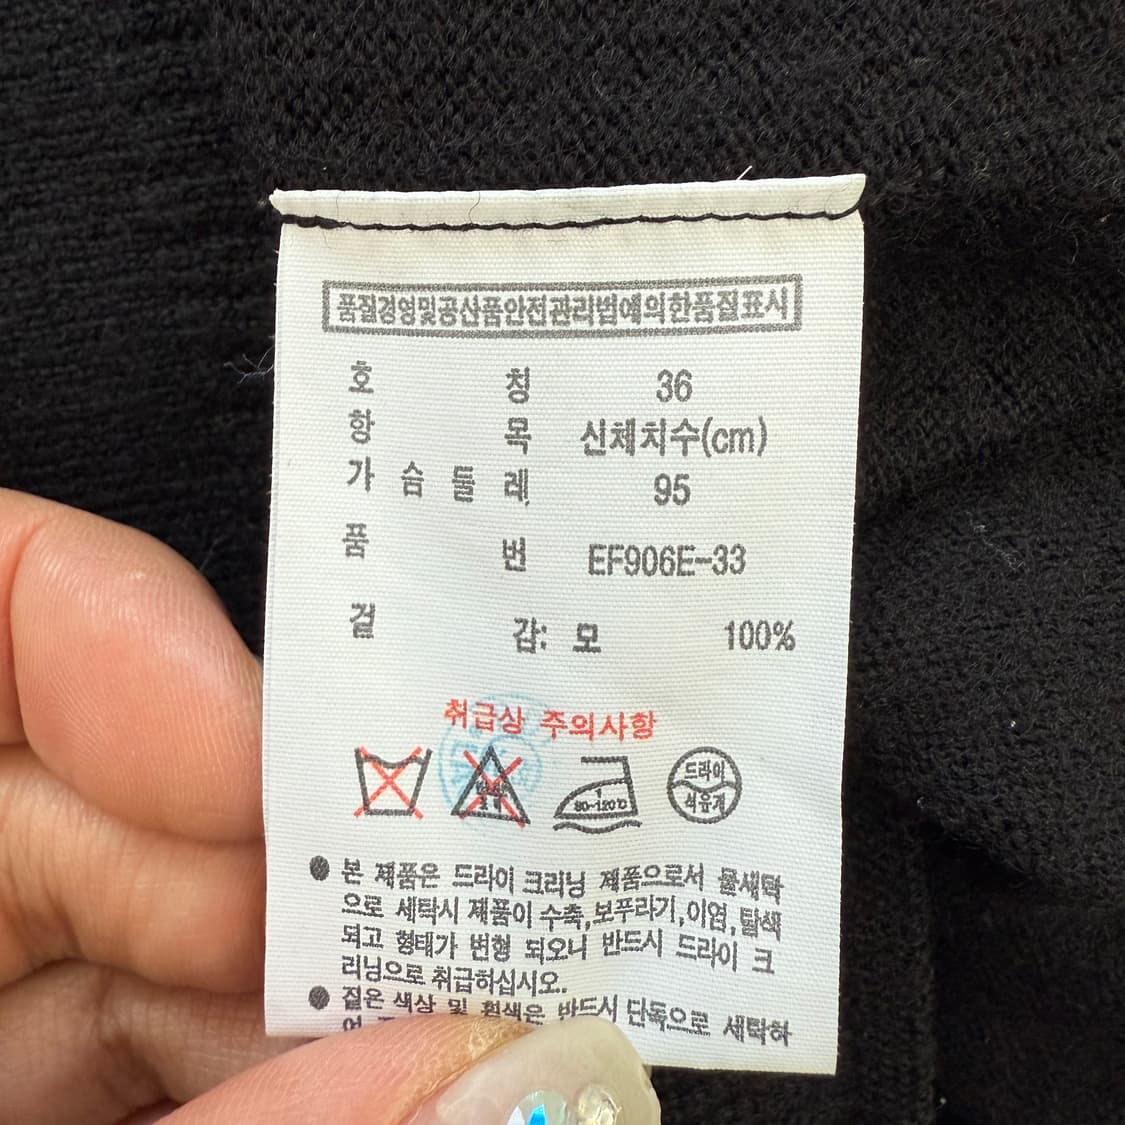 품질경영및공산품안전관리법에의한품질표시
호 칭 36
항 목 신체치수(cm)
가 슴 둘 레 95
품 번 EF906E-33
겉 감: 모 100%
취급상 주의사항
1
80-120℃
드라이
석유계
● 본 제품은 드라이 크리닝 제품으로서 물세탁
으로 세탁시 제품이 수축,보푸라기,이염,탈색
되고 형태가 변형 되오니 반드시 드라이 크
리닝으로 취급하십시오.
● 짙은 색상 및 흰색은 반드시 단독으로 세탁하
여